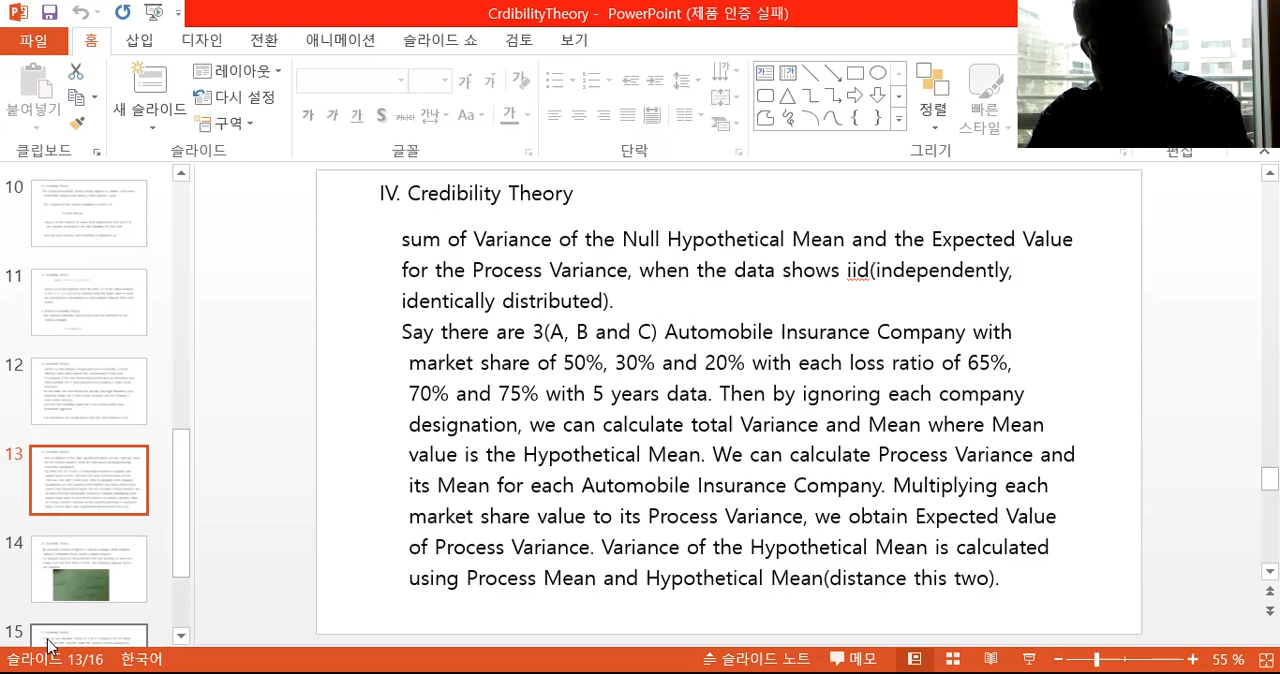 CrdibilityTheory - PowerPoint (제품 인증 실패)
파일 홈 삽입 디자인 전환 애니메이션 슬라이드 쇼 검토 보기
붙여넣기
새 슬라이드
레이아웃
다시 설정
구역
가 가
가 가 가 S abc 간 Aa 가
정렬
빠른
스타일
클립보드 슬라이드 글꼴 단락 그리기 편집
10
11
12
13
14
15
IV. Credibility Theory
sum of Variance of the Null Hypothetical Mean and the Expected Value
for the Process Variance, when the data shows iid(independently,
identically distributed).
Say there are 3(A, B and C) Automobile Insurance Company with
market share of 50%, 30% and 20% with each loss ratio of 65%,
70% and 80% with 5 years data. Then by ignoring each company
designation, we can calculate total Variance and Mean where Mean
value is the Hypothetical Mean. We can calculate Process Variance and
its Mean in each Automobile Insurance Company. Multiplying each
market share value to its Process Variance, we obtain Expected Value
of Process Variance. Variance of the Hypothetical Mean is calculated
using Process Mean and Hypothetical Mean(distance this two).
슬라이드 13/16 한국어 슬라이드 노트 메모 55 %